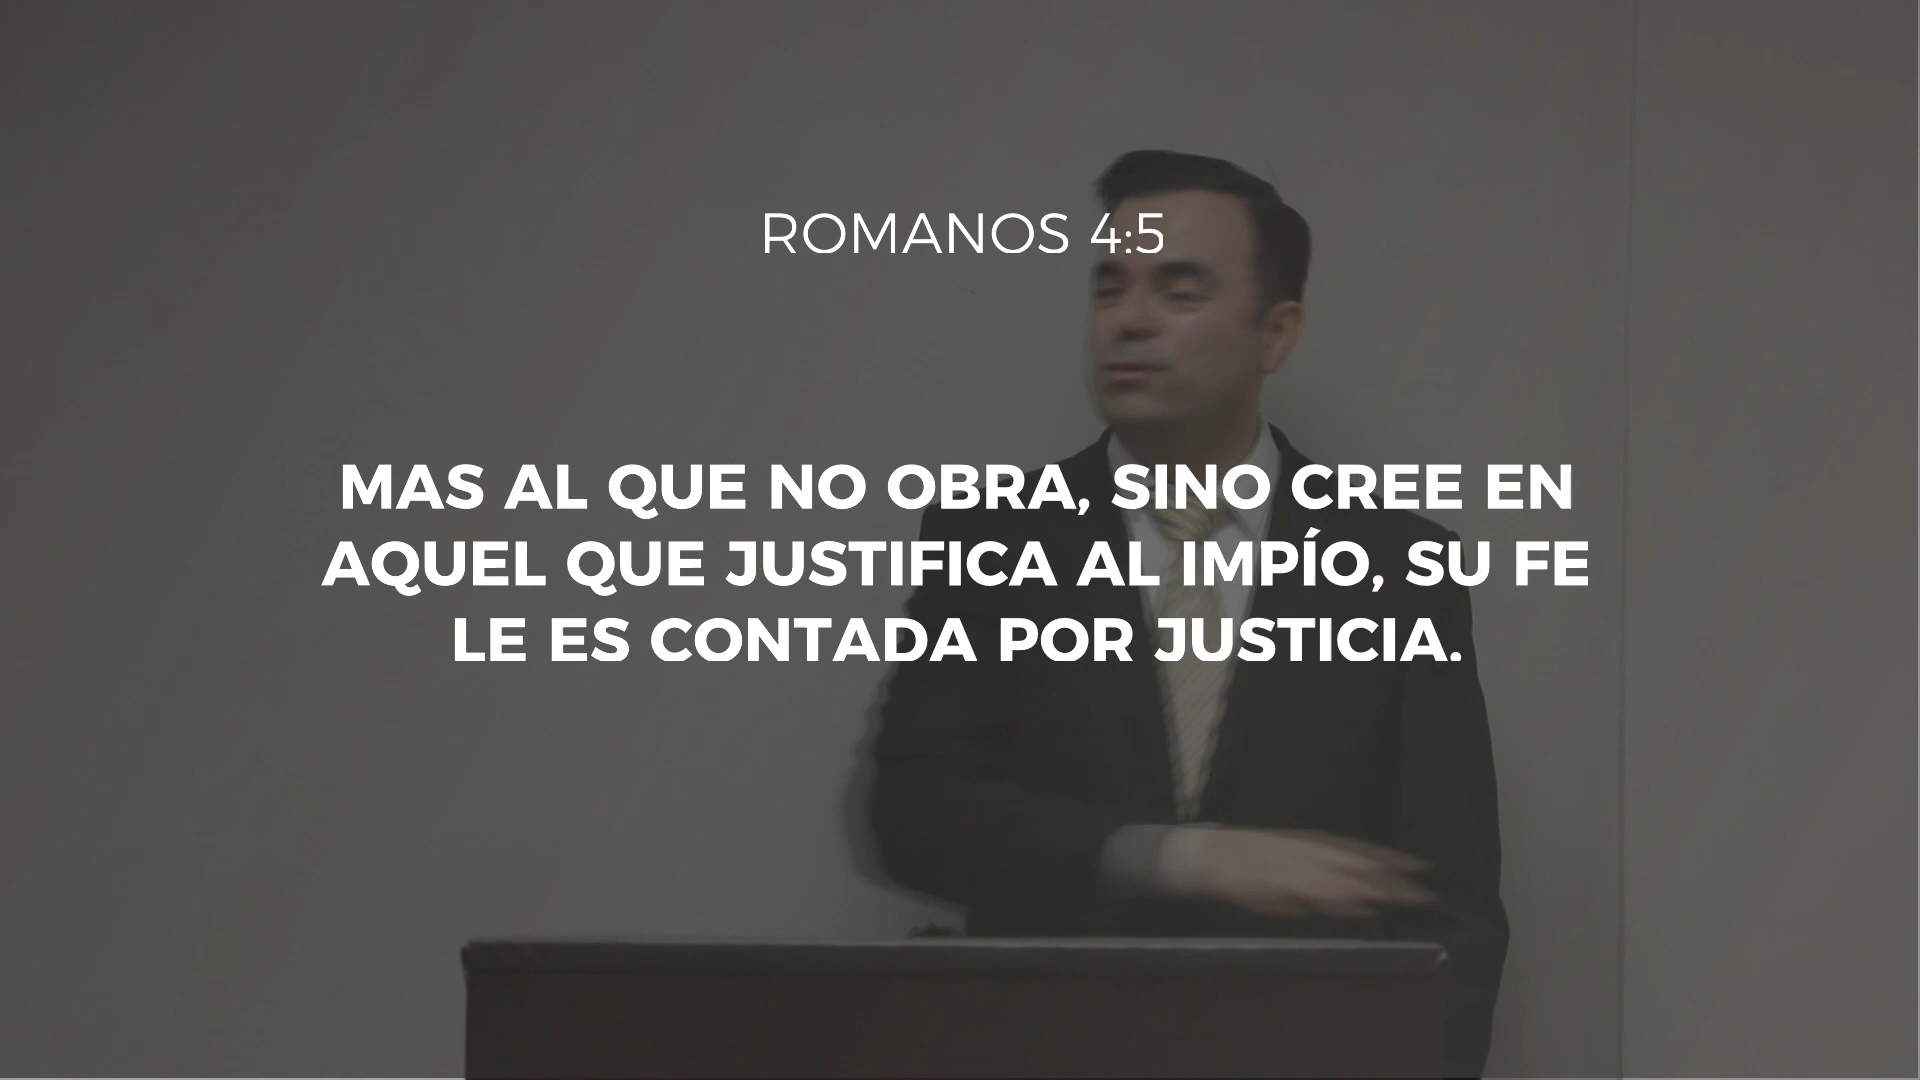 ROMANOS 4:5
MAS AL QUE NO OBRA, SINO CREE EN
AQUEL QUE JUSTIFICA AL IMPÍO, SU FE
LE ES CONTADA POR JUSTICIA.